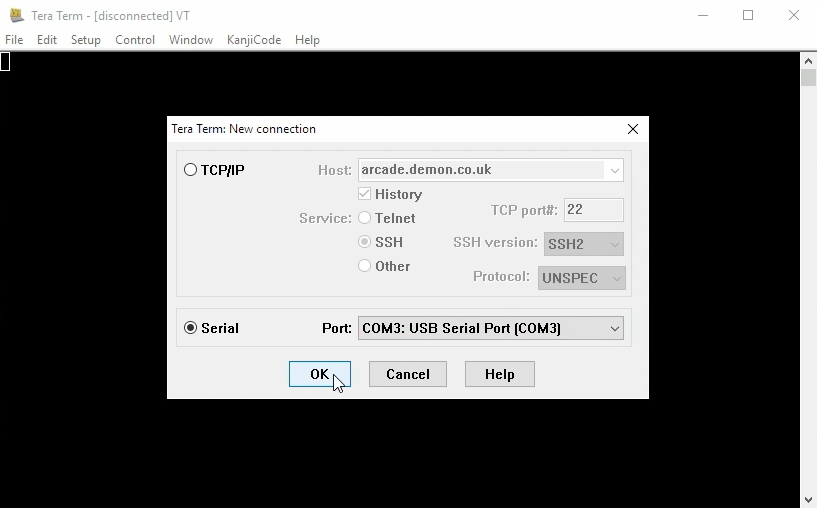 Tera Term - [disconnected] VT
File Edit Setup Control Window KanjiCode Help
Tera Term: New connection
TCP/IP Host: arcade.demon.co.uk
History
Service: Telnet TCP port#: 22
SSH SSH version: SSH2
Other Protocol: UNSPEC
Serial Port: COM3: USB Serial Port (COM3)
OK Cancel Help